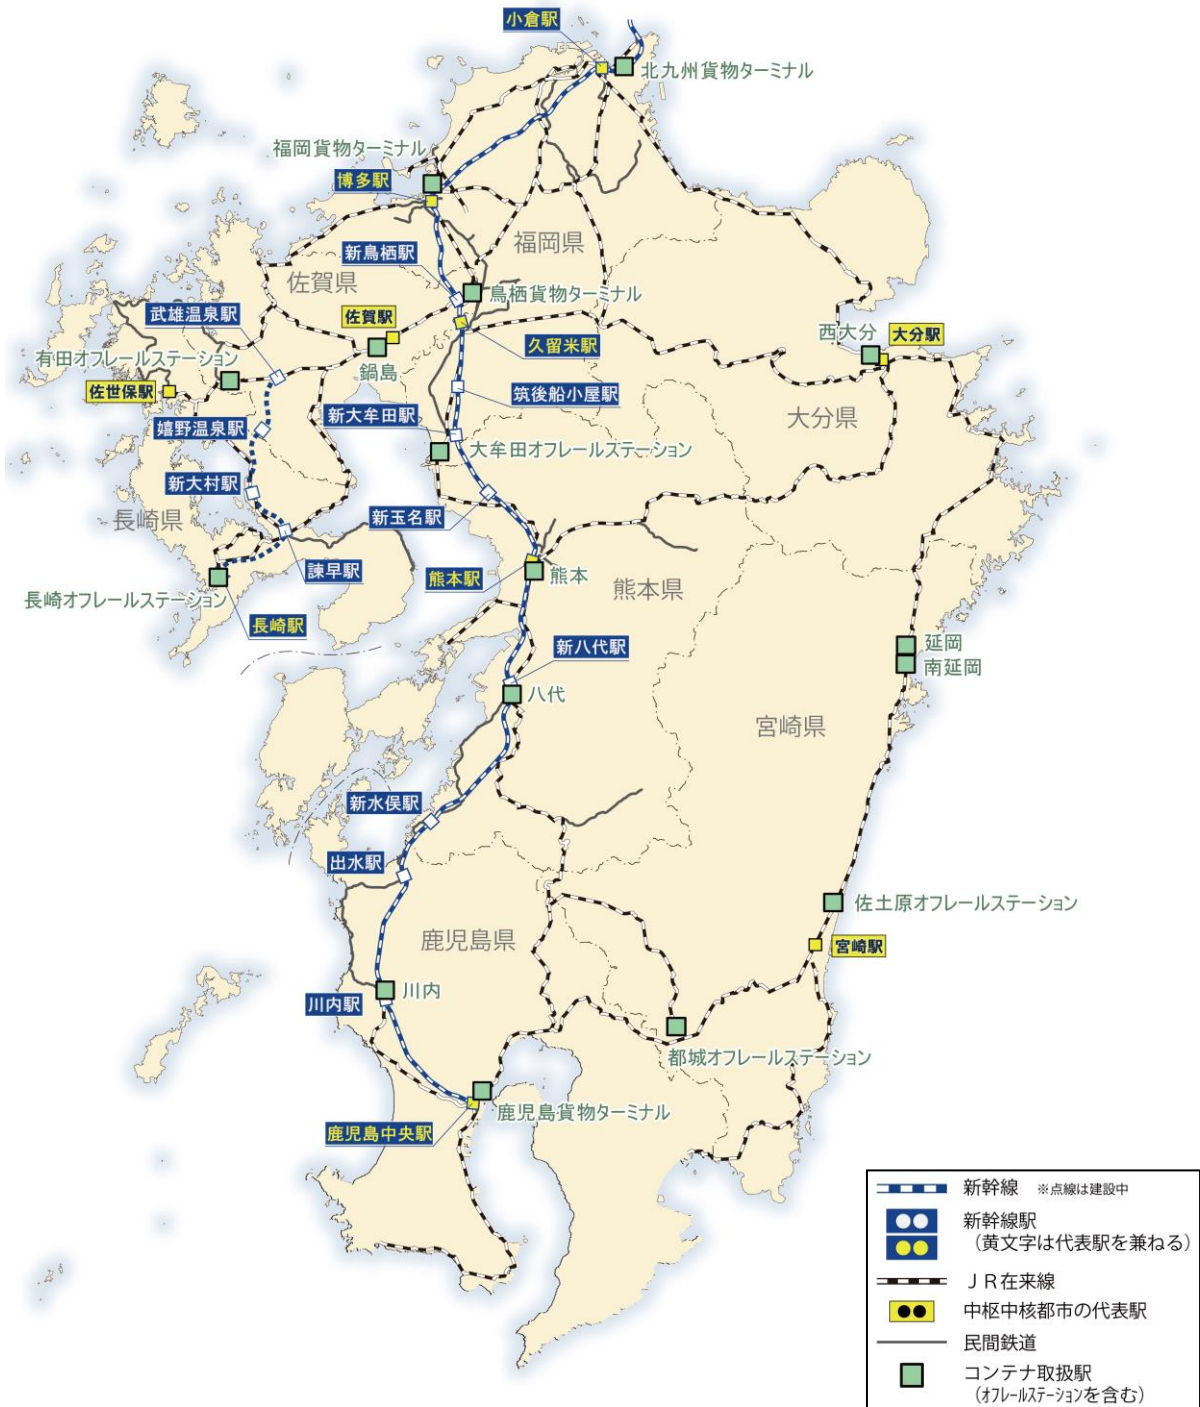 小倉駅
北九州貨物ターミナル
福岡貨物ターミナル
博多駅
福岡県
新鳥栖駅
佐賀県
鳥栖貨物ターミナル
武雄温泉駅
佐賀駅
西大分
大分駅
久留米駅
有田オフレールステーション
鍋島
佐世保駅
筑後船小屋駅
新大牟田駅
大分県
嬉野温泉駅
大牟田オフレールステーション
新大村駅
長崎県
新玉名駅
諫早駅
熊本駅
熊本
熊本県
長崎オフレールステーション
長崎駅
新八代駅
延岡
南延岡
八代
宮崎県
新水俣駅
出水駅
佐土原オフレールステーション
鹿児島県
宮崎駅
川内
川内駅
都城オフレールステーション
鹿児島貨物ターミナル
鹿児島中央駅
新幹線 ※点線は建設中
新幹線駅
(黄文字は代表駅を兼ねる)
ＪＲ在来線
中枢中核都市の代表駅
民間鉄道
コンテナ取扱駅
(オフレールステーションを含む)